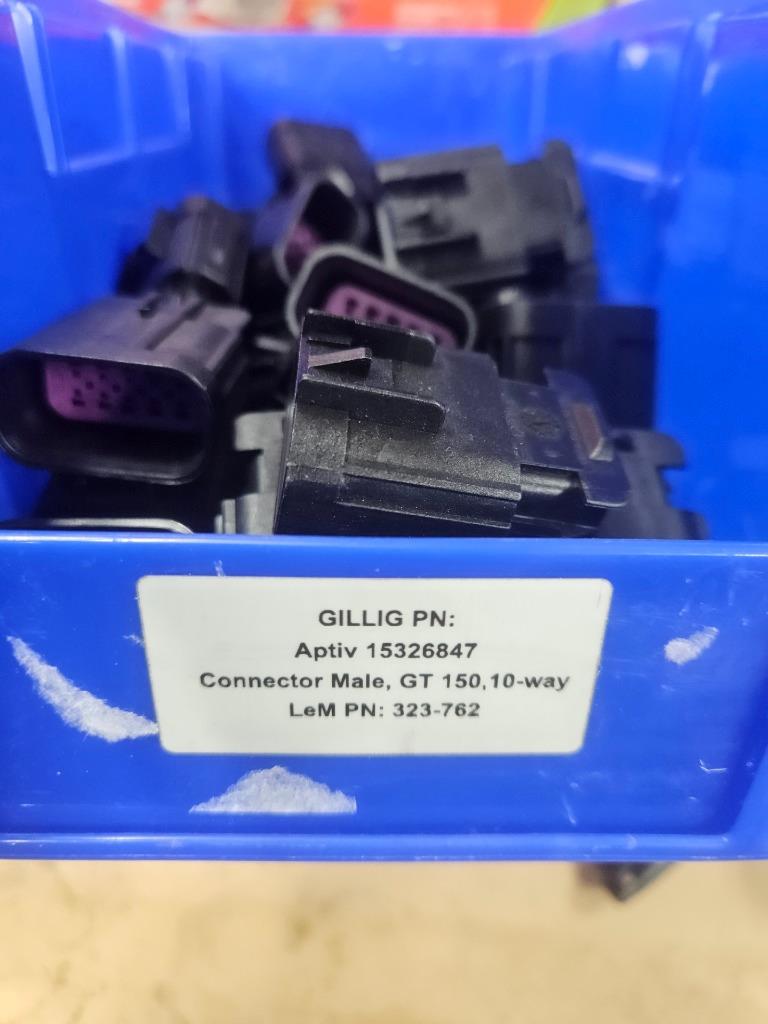 GILLIG PN:
Aptiv 15326847
Connector Male, GT 150,10-way
LeM PN: 323-762